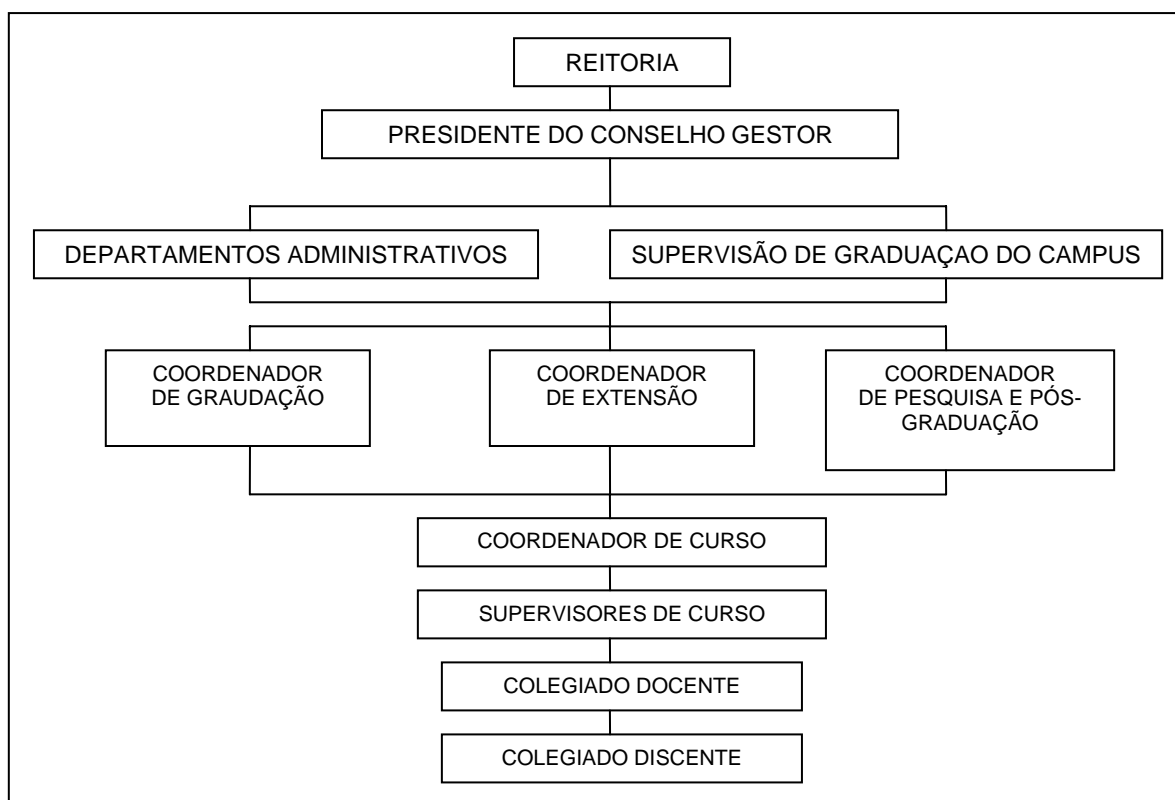 REITORIA
PRESIDENTE DO CONSELHO GESTOR
DEPARTAMENTOS ADMINISTRATIVOS
SUPERVISÃO DE GRADUAÇAO DO CAMPUS
COORDENADOR
DE GRAUDAÇÃO
COORDENADOR
DE EXTENSÃO
COORDENADOR
DE PESQUISA E PÓS-
GRADUAÇÃO
COORDENADOR DE CURSO
SUPERVISORES DE CURSO
COLEGIADO DOCENTE
COLEGIADO DISCENTE